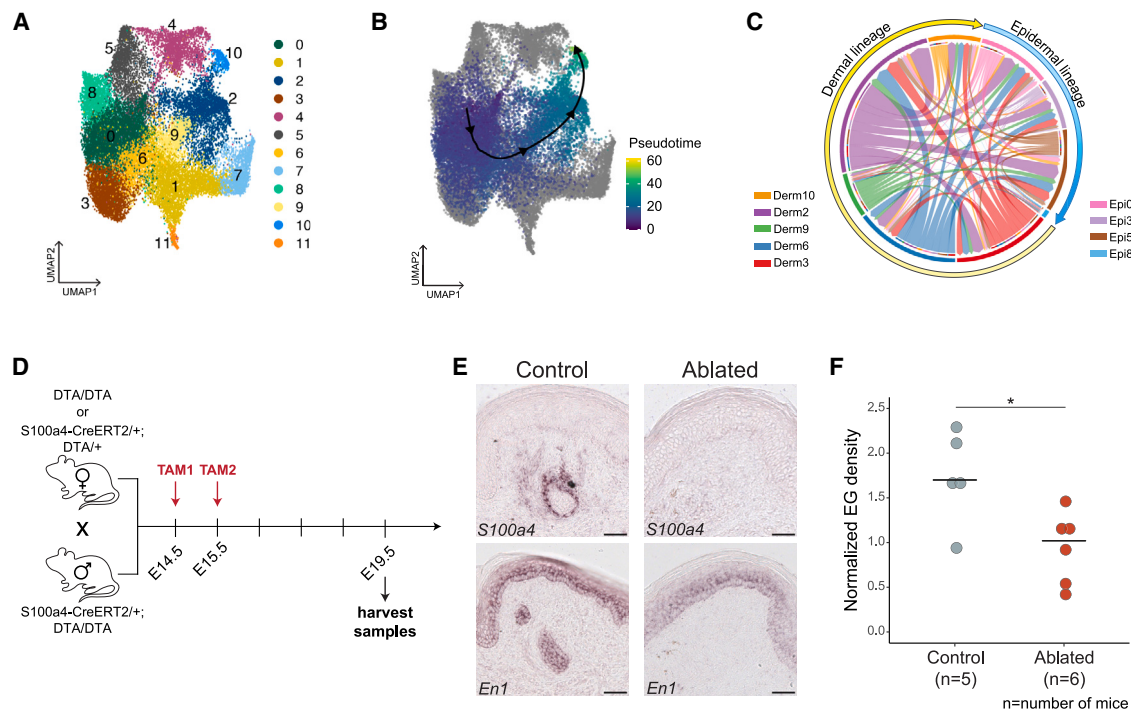 A
4
5
10
8
2
0
9
6
7
1
3
11
0
1
2
3
4
5
6
7
8
9
10
11
UMAP2
UMAP1
B
Pseudotime
60
40
20
0
UMAP2
UMAP1
C
Dermal lineage
Epidermal lineage
Derm10
Derm2
Derm9
Derm6
Derm3
Epi0
Epi3
Epi5
Epi8
D
DTA/DTA
or
S100a4-CreERT2/+;
DTA/+
♀
X
♂
S100a4-CreERT2/+;
DTA/DTA
TAM1
TAM2
E14.5
E15.5
E19.5
harvest
samples
E
Control
Ablated
S100a4
S100a4
En1
En1
F
Normalized EG density
2.5
2.0
1.5
1.0
0.5
0.0
*
Control
(n=5)
Ablated
(n=6)
n=number of mice